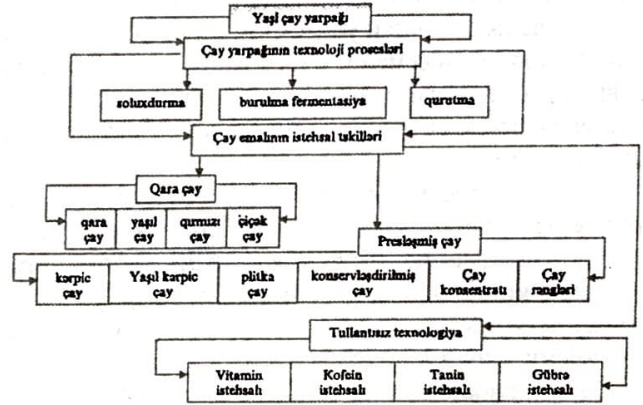 Yaşıl çay yarpağı
Çay yarpağının texnoloji prosesləri
soluxdurma
burulma fermentasiya
qurutma
Çay emalının istehsal təkilləri
Qara çay
qara
çay
yaşıl
çay
qırmızı
çay
çiçək
çay
Presləşmiş çay
kərpic
çay
Yaşıl kərpic
çay
plitka
çay
konservləşdirilmiş
çay
Çay
konsentratı
Çay
rəngləri
Tullantısız texnologiya
Vitamin
istehsalı
Kofein
istehsalı
Tanin
istehsalı
Gübrə
istehsalı